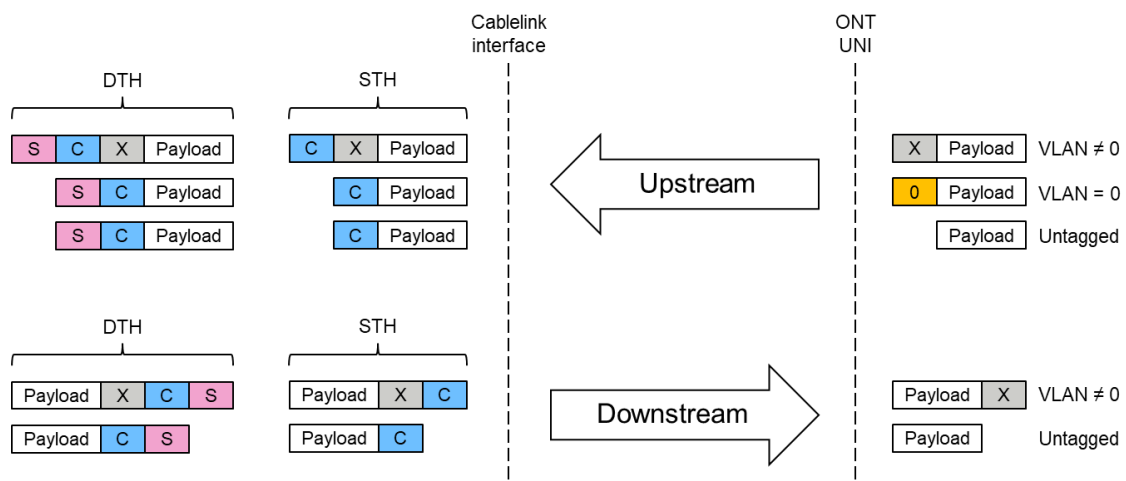 Cablelink
interface
ONT
UNI
DTH
STH
S C X Payload
C X Payload
X Payload VLAN ≠ 0
S C Payload
C Payload
Upstream
0 Payload VLAN = 0
S C Payload
C Payload
Payload Untagged
DTH
STH
Payload X C S
Payload X C
Payload X VLAN ≠ 0
Downstream
Payload C S
Payload C
Payload Untagged